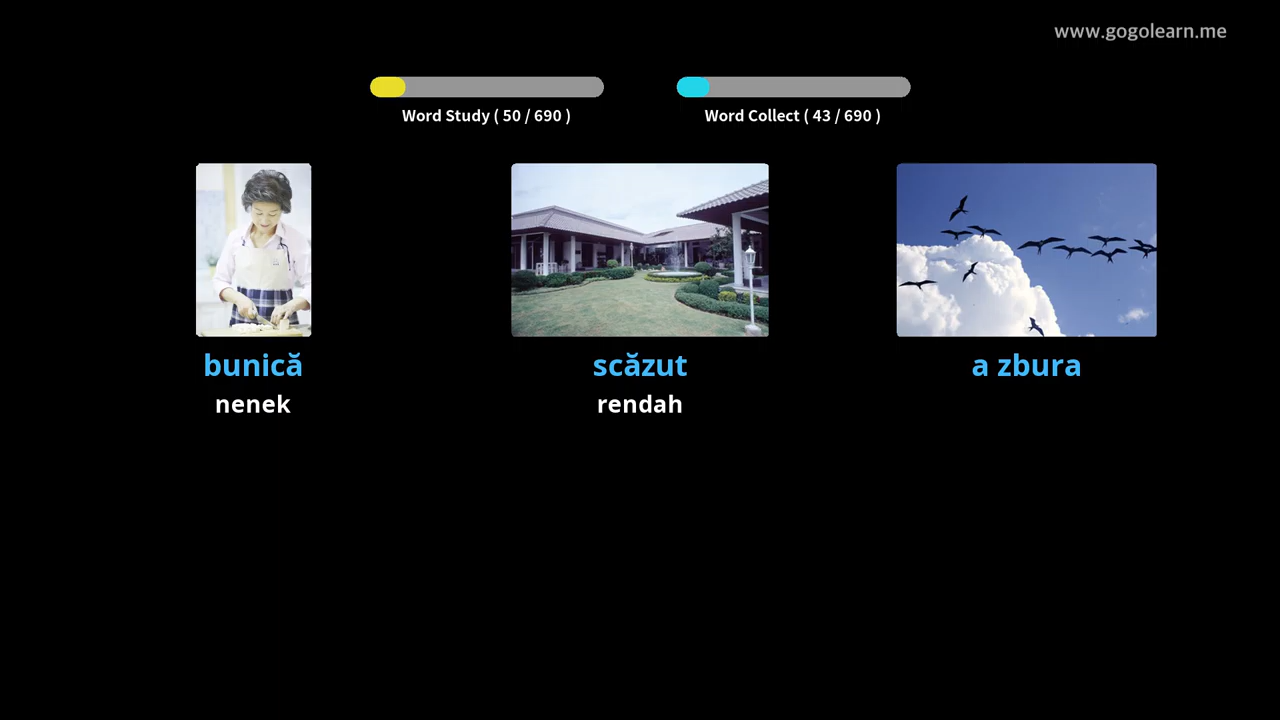 www.gogolearn.me
Word Study ( 50 / 690 )
Word Collect ( 43 / 690 )
bunică
scăzut
a zbura
nenek
rendah